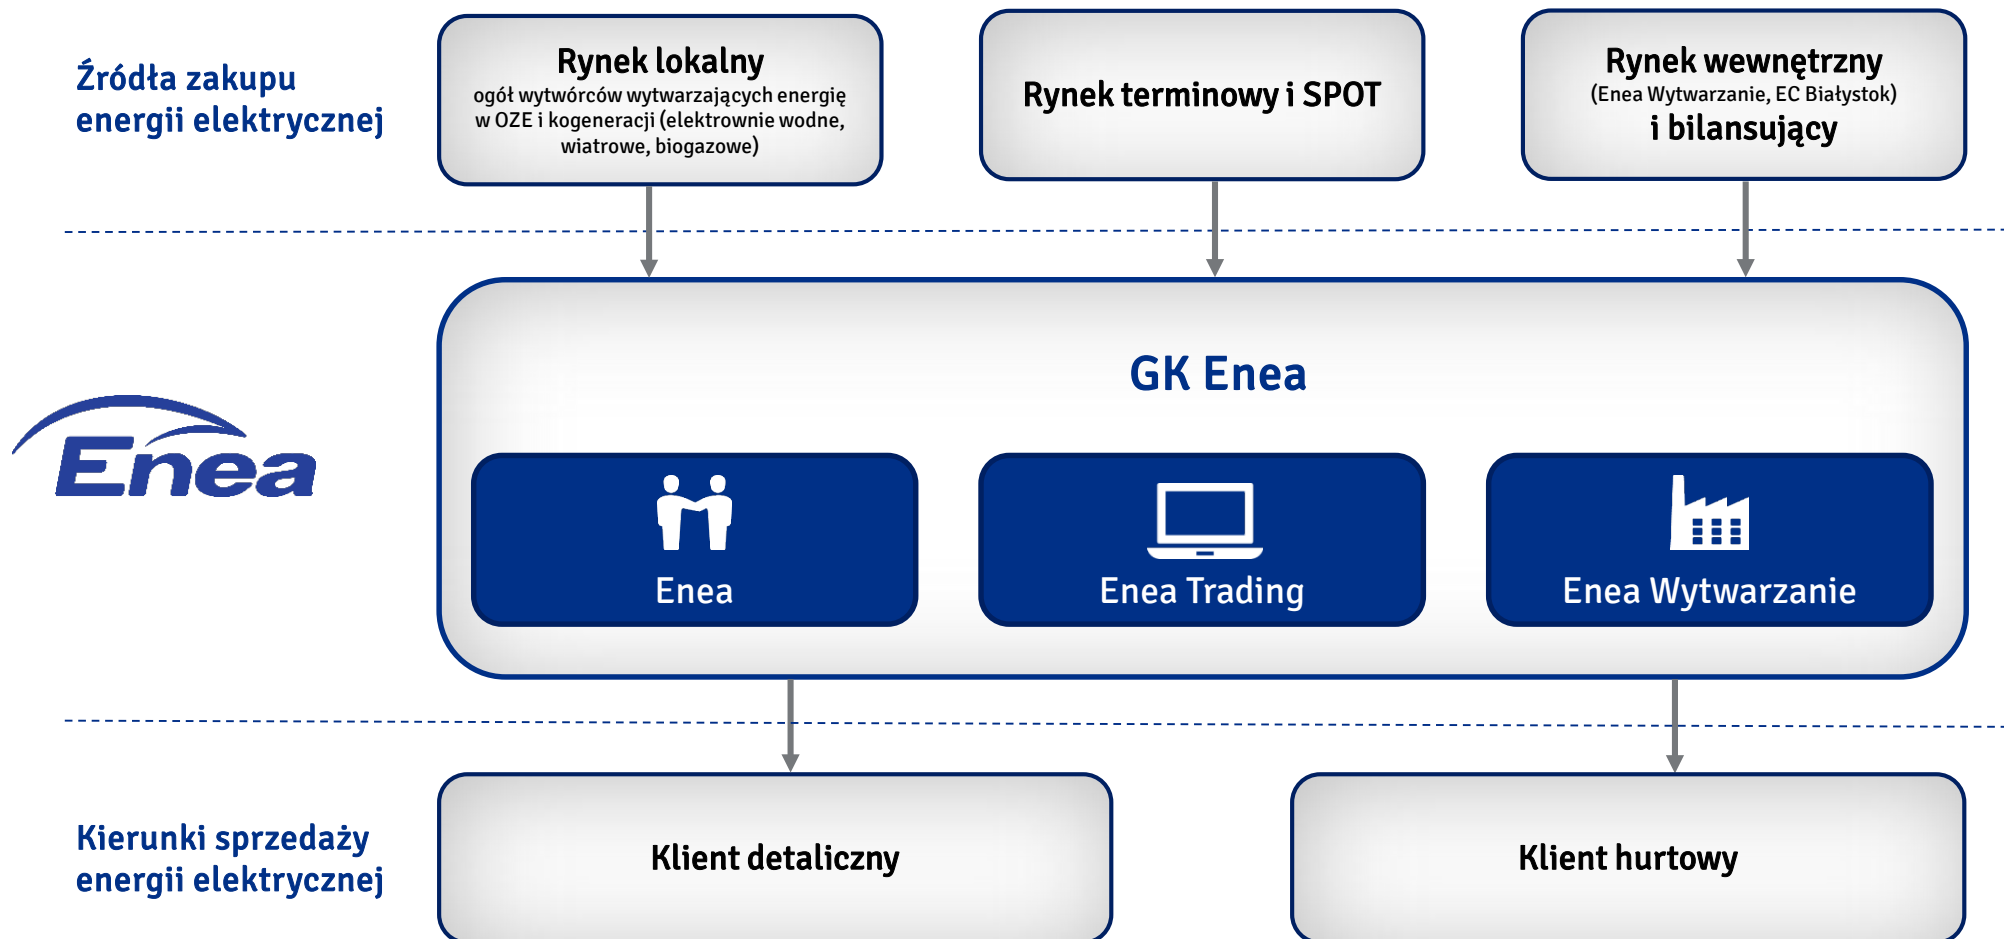 Źródła zakupu
energii elektrycznej
Rynek lokalny
ogół wytwórców wytwarzających energię
w OZE i kogeneracji (elektrownie wodne,
wiatrowe, biogazowe)
Rynek terminowy i SPOT
Rynek wewnętrzny
(Enea Wytwarzanie, EC Białystok)
i bilansujący
Enea
GK Enea
Enea
Enea Trading
Enea Wytwarzanie
Kierunki sprzedaży
energii elektrycznej
Klient detaliczny
Klient hurtowy